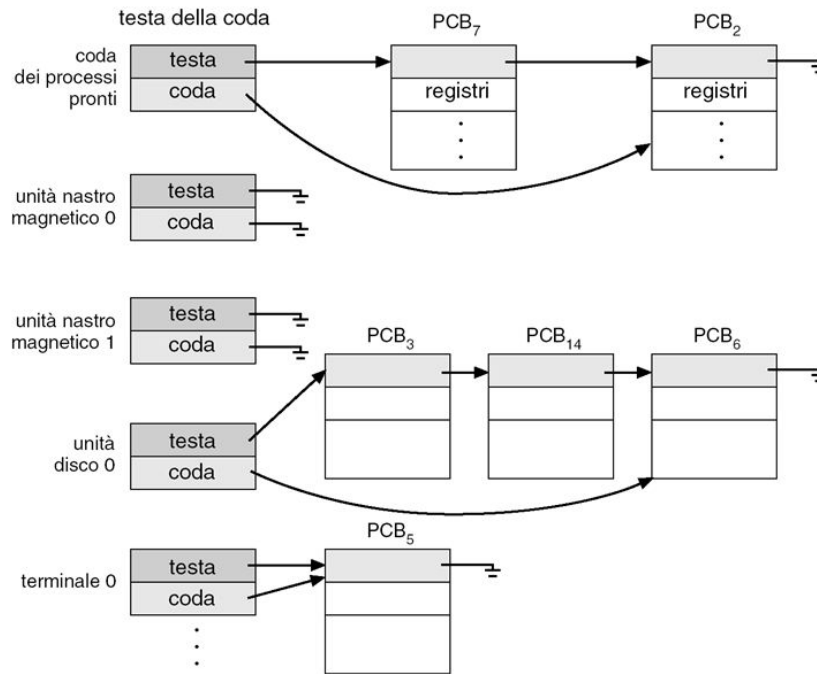 testa della coda
PCB7
PCB2
coda
dei processi
pronti
testa
coda
registri
registri
unità nastro
magnetico 0
testa
coda
unità nastro
magnetico 1
testa
coda
PCB3
PCB14
PCB6
unità
disco 0
testa
coda
PCB5
terminale 0
testa
coda